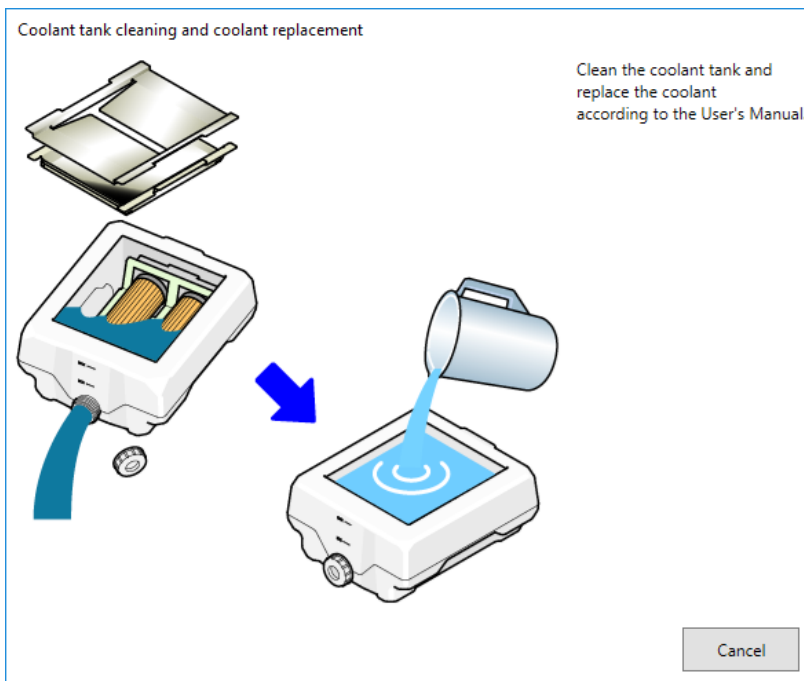 Coolant tank cleaning and coolant replacement
Clean the coolant tank and
replace the coolant
according to the User's Manual.
Cancel